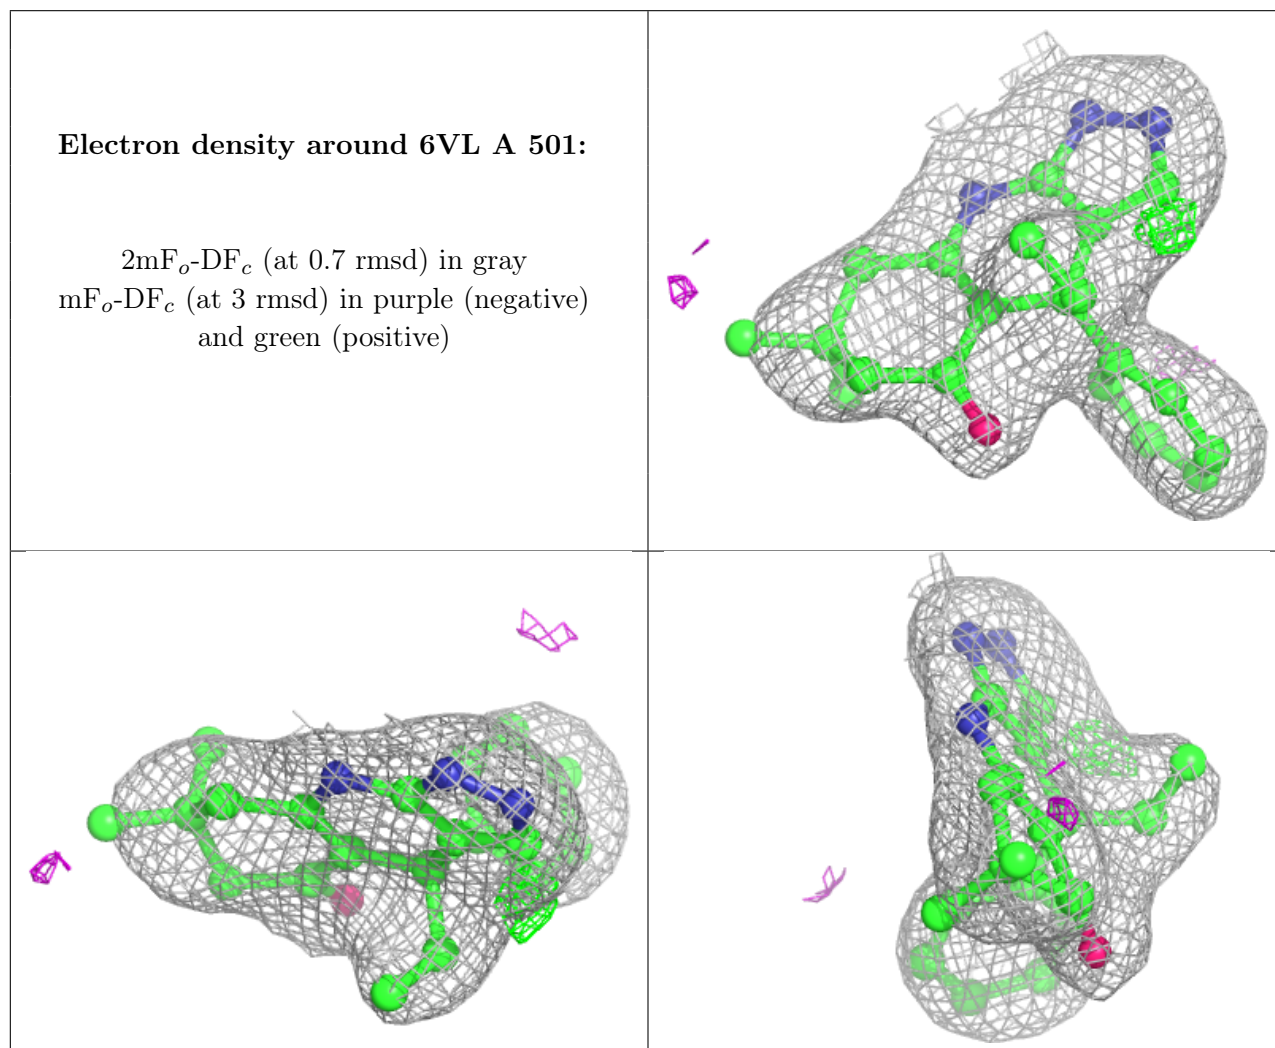 Electron density around 6VL A 501:
2mFo-DFc (at 0.7 rmsd) in gray
mFo-DFc (at 3 rmsd) in purple (negative)
and green (positive)